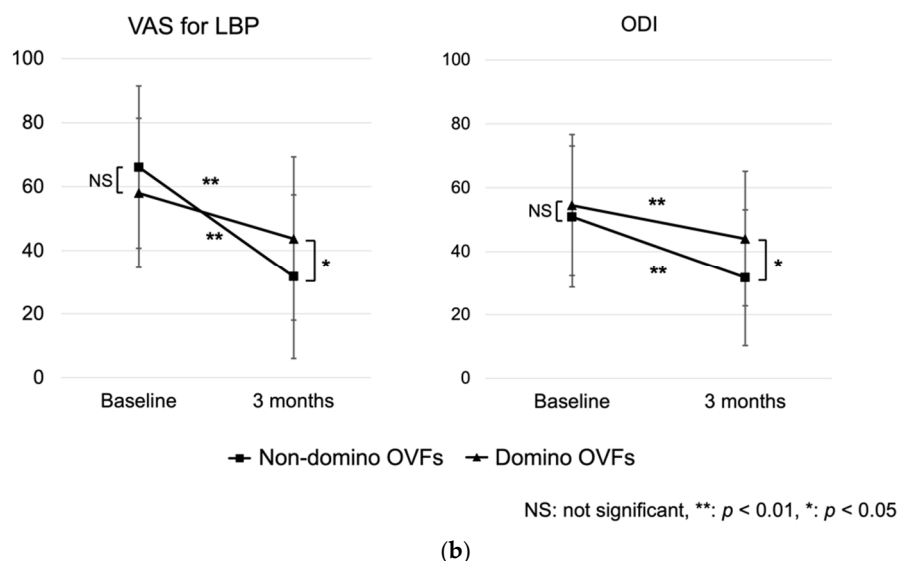 VAS for LBP
100
80
60
40
20
0
NS
**
**
*
Baseline 3 months
ODI
100
80
60
40
20
0
NS
**
**
*
Baseline 3 months
Non-domino OVFs Domino OVFs
NS: not significant, **: p < 0.01, *: p < 0.05
(b)